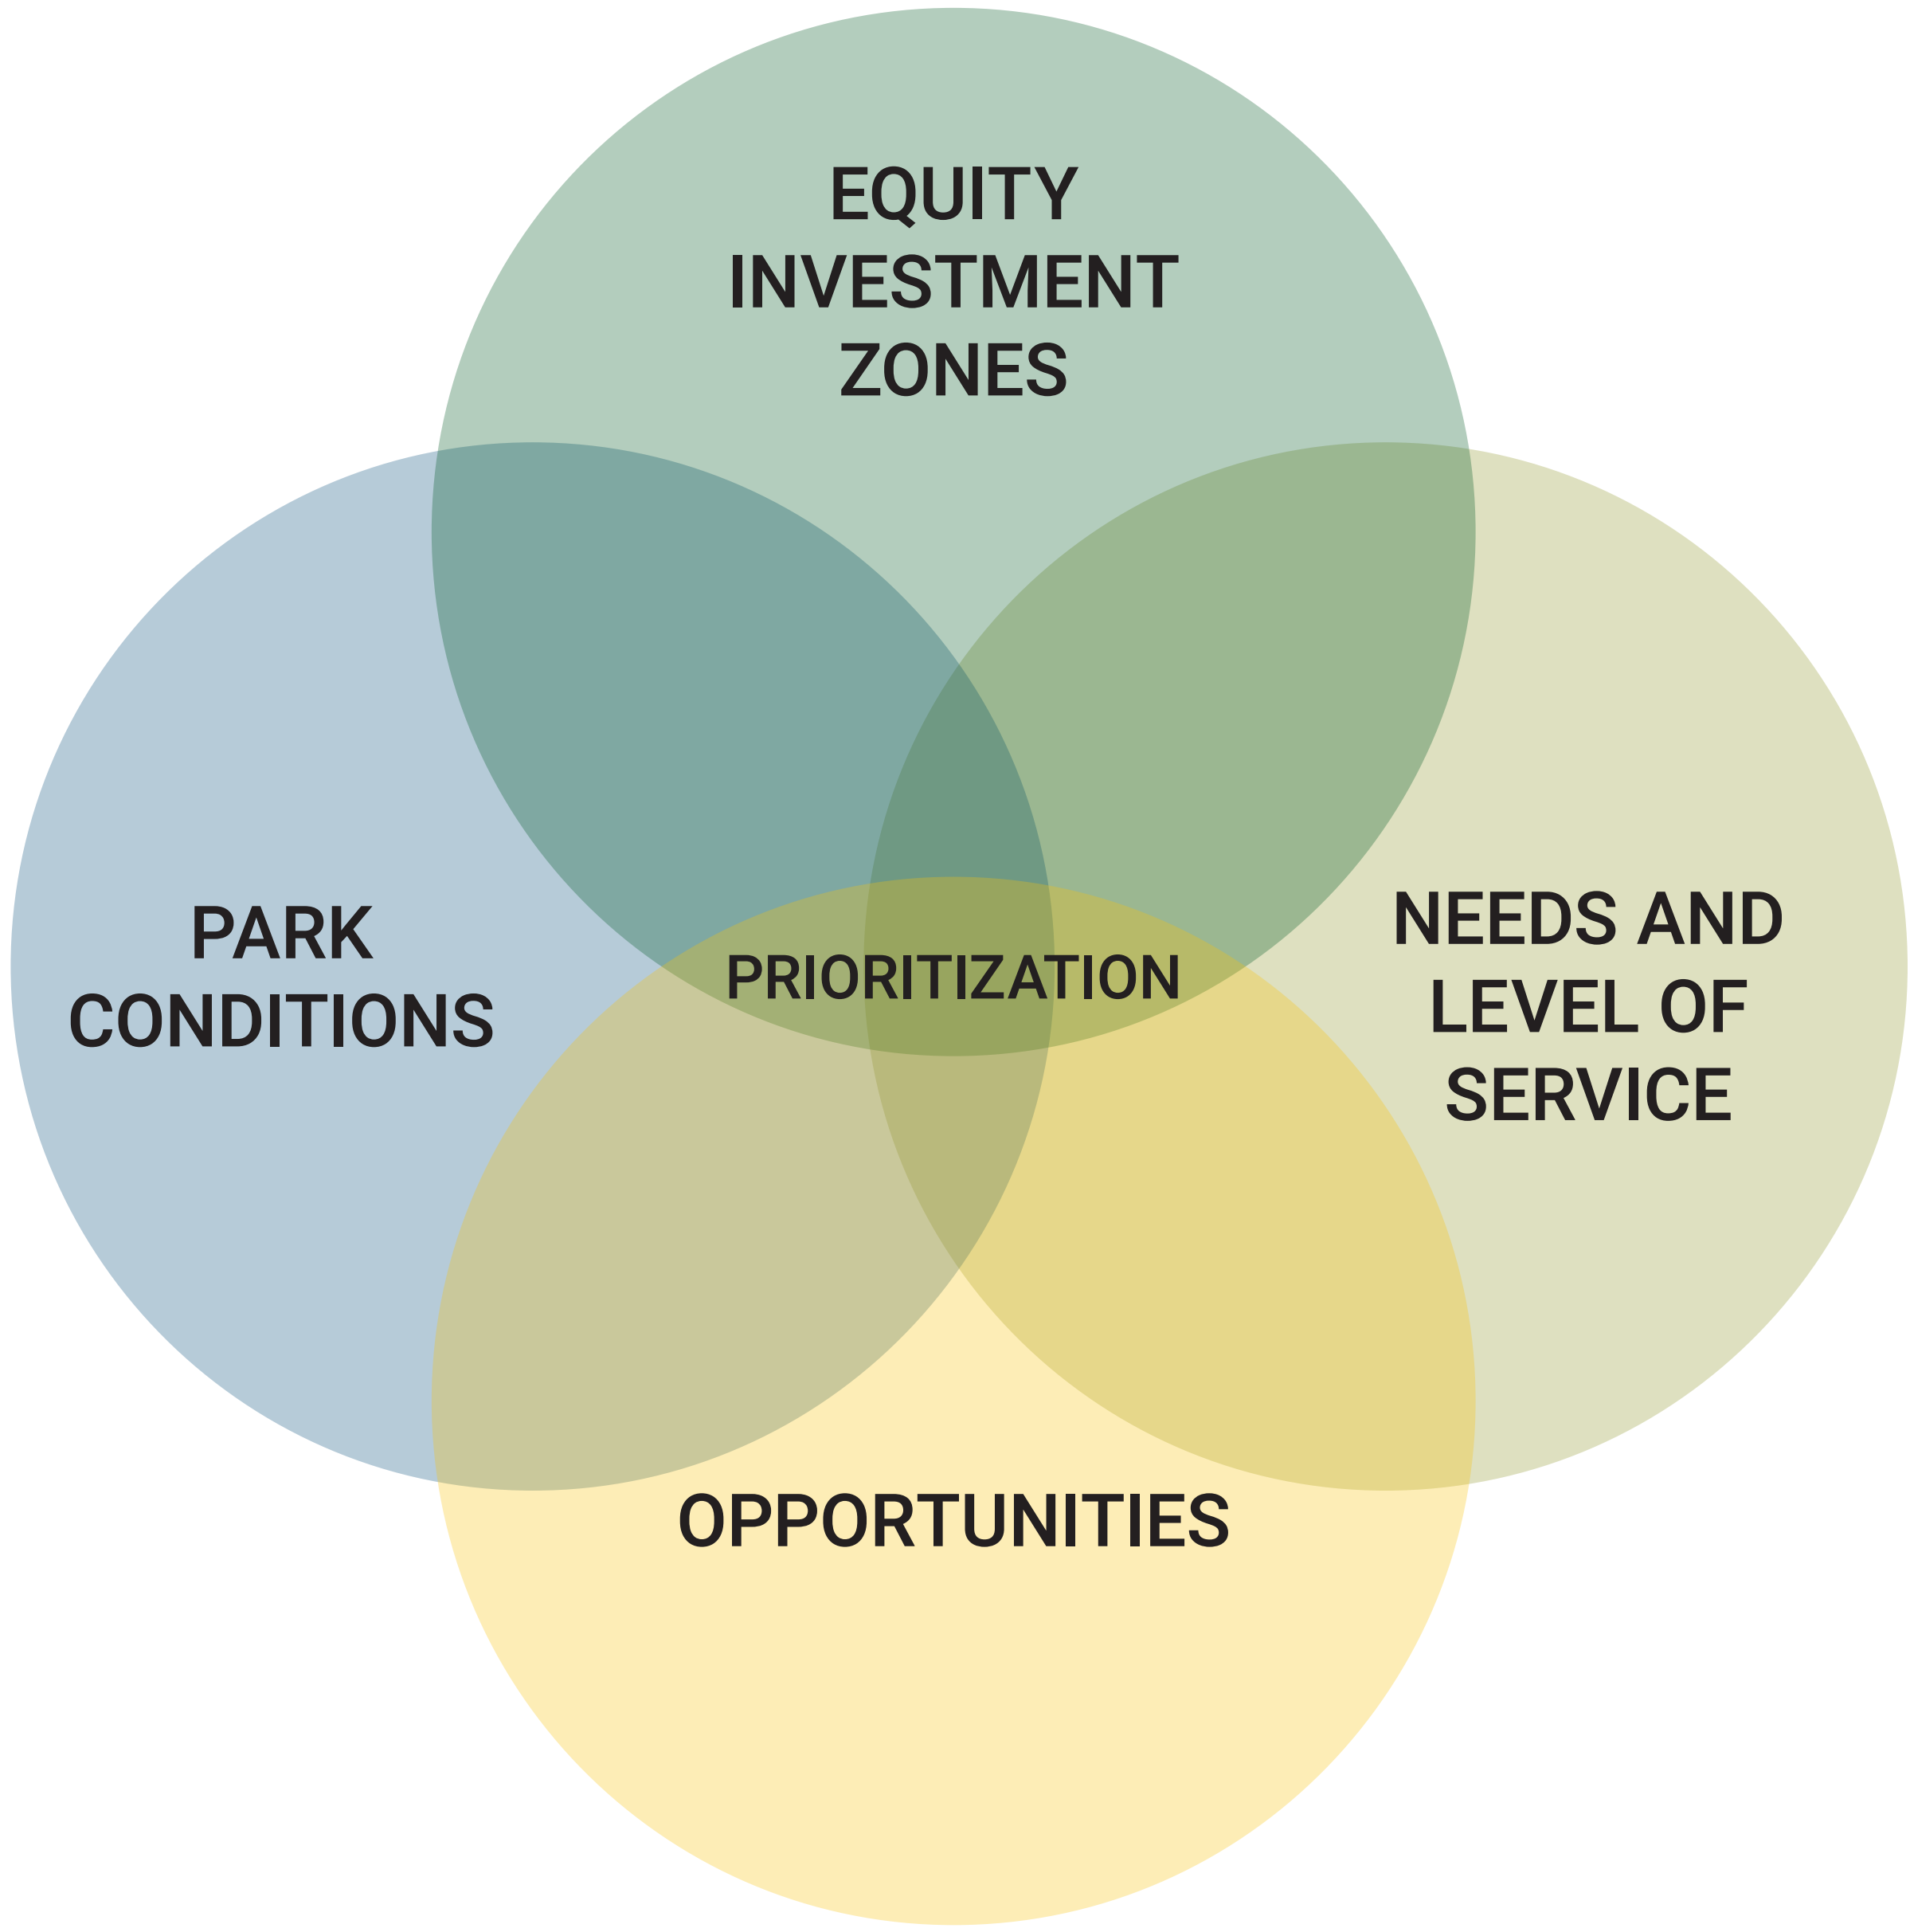 EQUITY
INVESTMENT
ZONES
PARK
CONDITIONS
PRIORITIZATION
NEEDS AND
LEVEL OF
SERVICE
OPPORTUNITIES